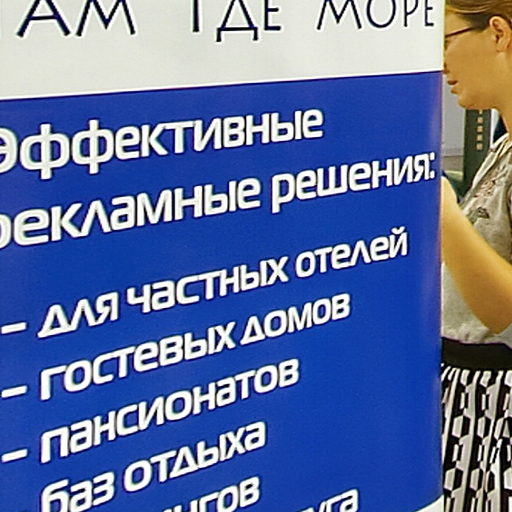 ТАМ ГДЕ МОРЕ
Эффективные
рекламные решения:
– для частных отелей
– гостевых домов
– пансионатов
баз отдыха